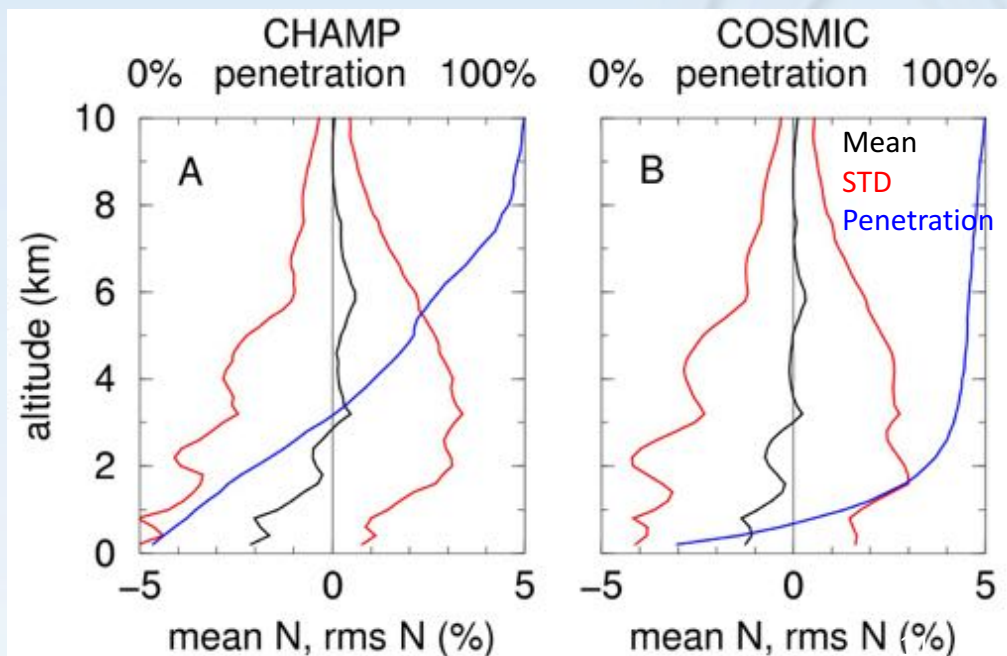 CHAMP
0% penetration 100%
COSMIC
0% penetration 100%
10
8
6
4
2
0
altitude (km)
A
B
Mean
STD
Penetration
−5 0 5
−5 0 5
mean N, rms N (%)
mean N, rms N (%)